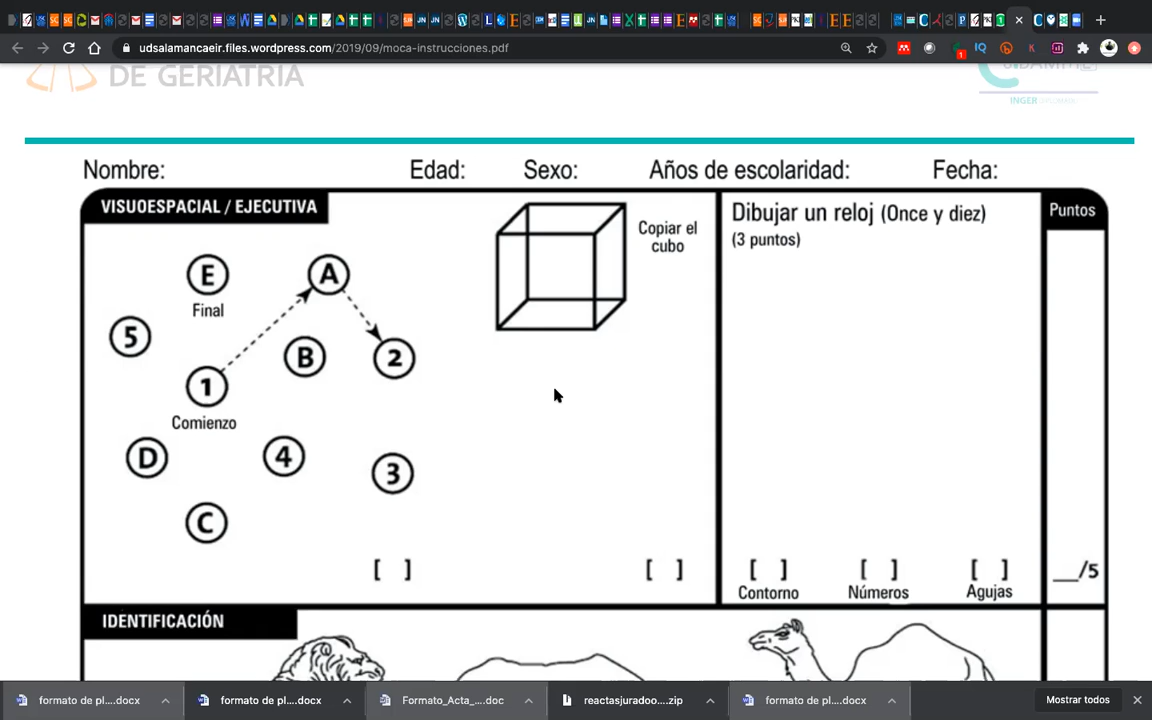 udsalamancaeir.files.wordpress.com/2019/09/moca-instrucciones.pdf
DE GERIATRÍA
INGER
Nombre: Edad: Sexo: Años de escolaridad: Fecha:
VISUOESPACIAL / EJECUTIVA
Puntos
E
Final
A
5
B
2
1
Comienzo
D
4
3
C
[ ]
Copiar el
cubo
[ ]
Dibujar un reloj (Once y diez)
(3 puntos)
[ ] [ ] [ ]
Contorno Números Agujas
__/5
IDENTIFICACIÓN
formato de pl....docx
formato de pl....docx
Formato_Acta_....doc
reactasjuradoo....zip
formato de pl....docx
Mostrar todos